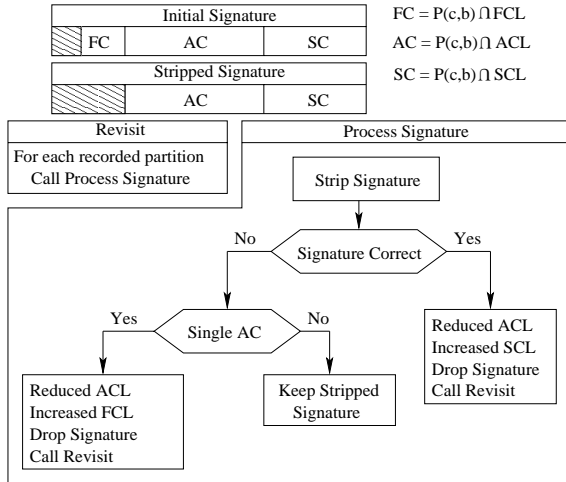 Initial Signature
FC AC SC
Stripped Signature
AC SC
FC = P(c,b) ∩ FCL
AC = P(c,b) ∩ ACL
SC = P(c,b) ∩ SCL
Revisit
For each recorded partition
Call Process Signature
Process Signature
Strip Signature
No
Signature Correct
Yes
Yes
Single AC
No
Reduced ACL
Increased SCL
Drop Signature
Call Revisit
Reduced ACL
Increased FCL
Drop Signature
Call Revisit
Keep Stripped
Signature